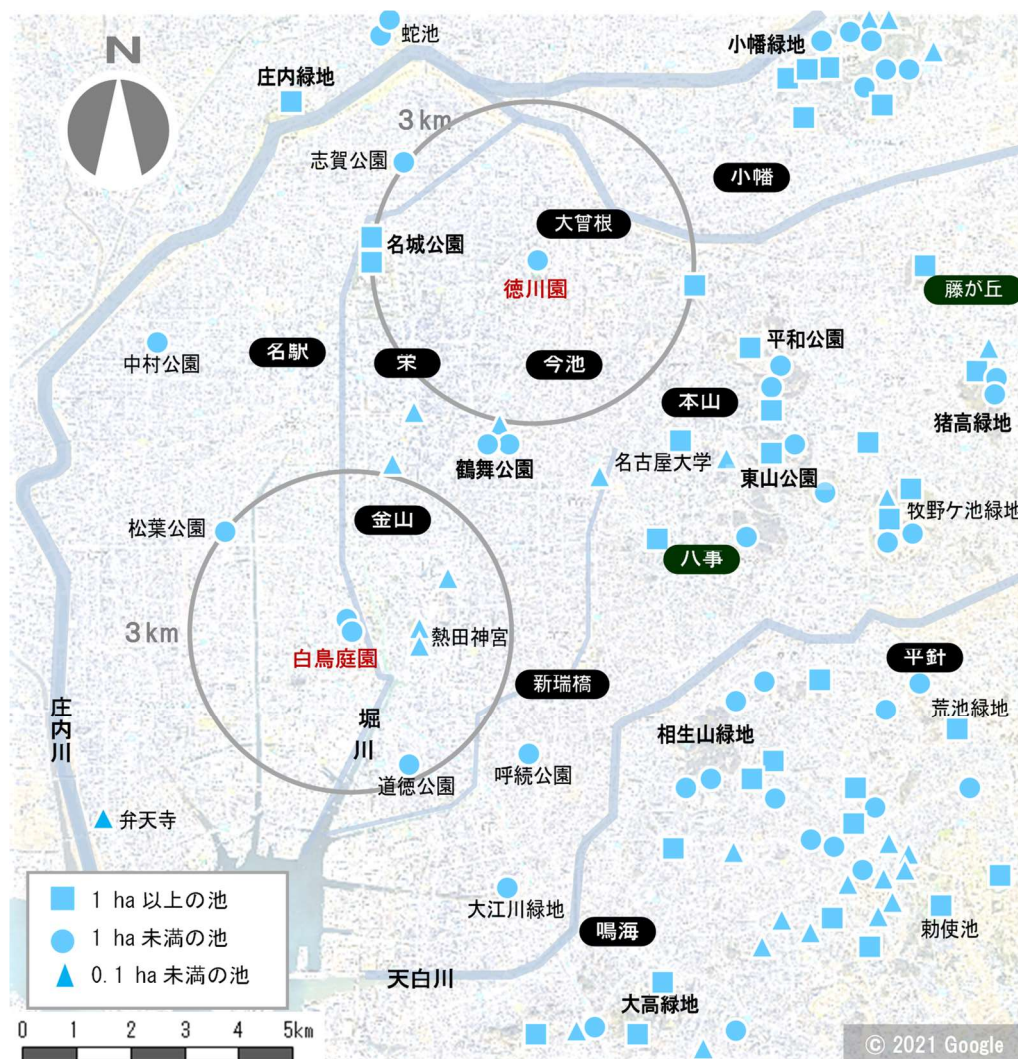 N
蛇池
小幡緑地
庄内緑地
3km
志賀公園
小幡
大曾根
名城公園
徳川園
藤が丘
中村公園
名駅
栄
今池
平和公園
本山
猪高緑地
鶴舞公園
名古屋大学
東山公園
松葉公園
金山
牧野ケ池緑地
八事
3km
熱田神宮
白鳥庭園
新瑞橋
平針
庄内川
堀川
相生山緑地
荒池緑地
道徳公園
呼続公園
弁天寺
1 ha 以上の池
1 ha 未満の池
0.1 ha 未満の池
大江川緑地
鳴海
勅使池
天白川
大高緑地
0 1 2 3 4 5km
© 2021 Google